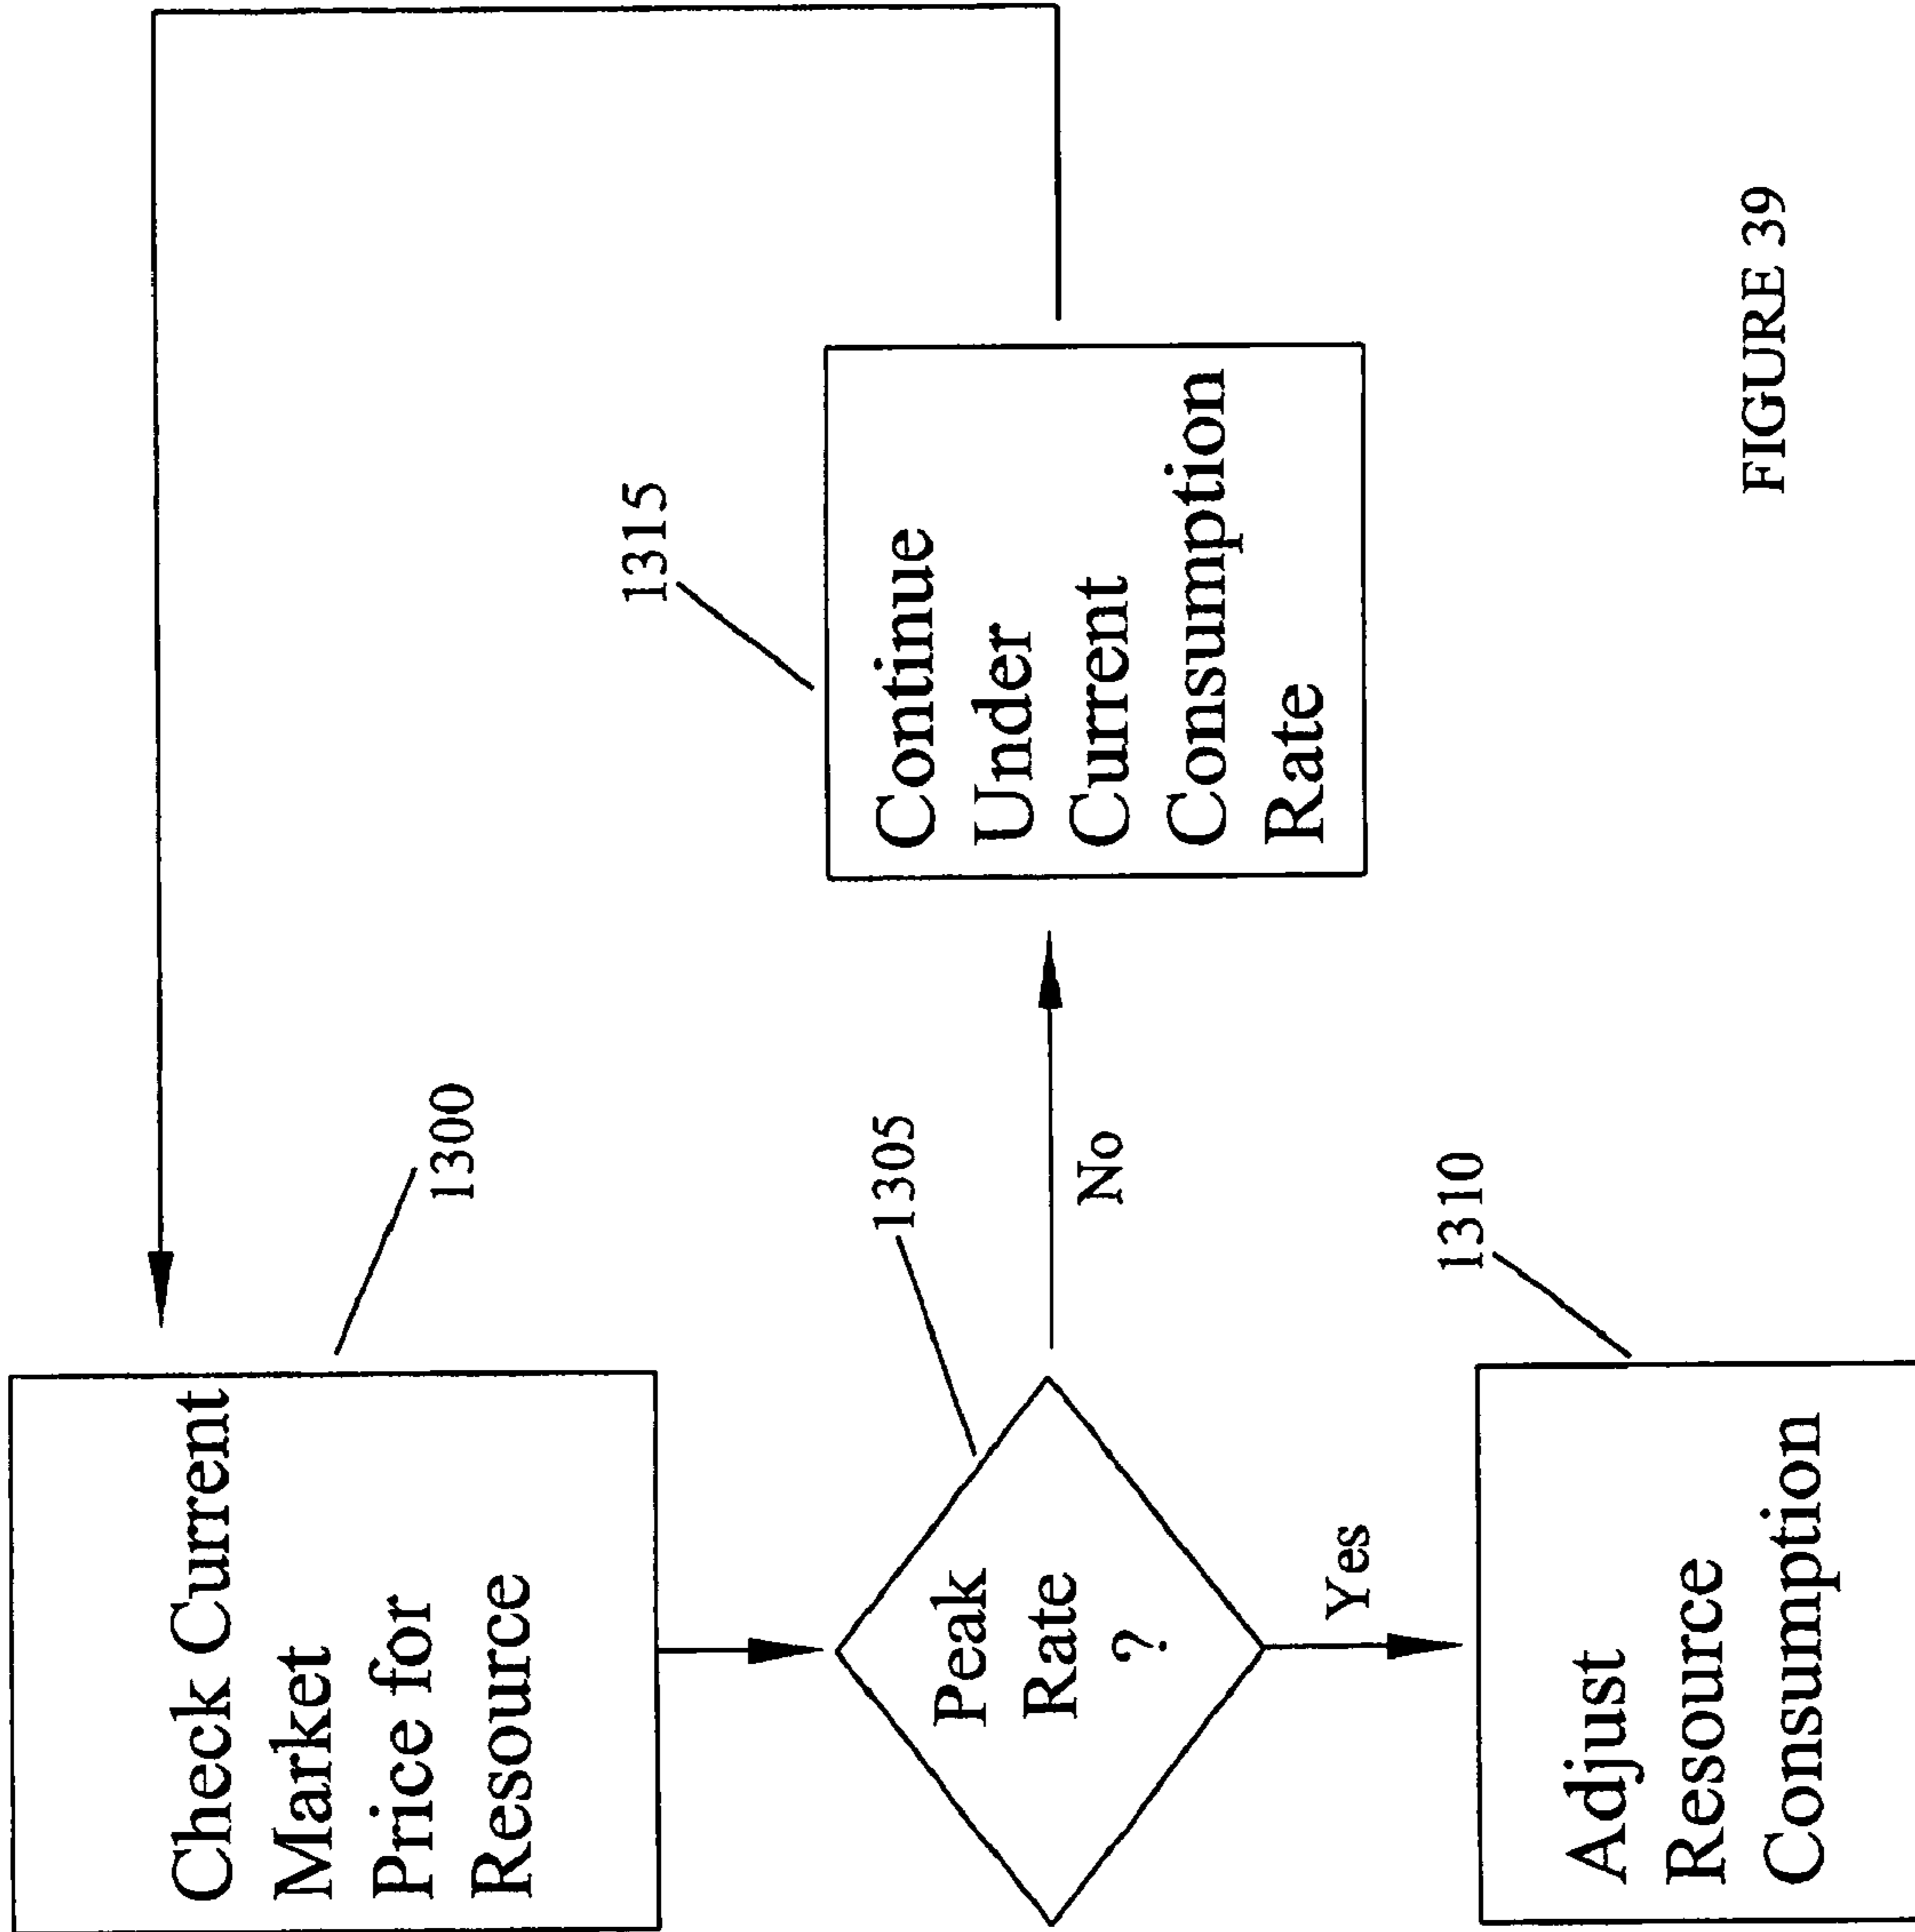 Check Current
Market
Price for
Resource
1300
Peak
Rate
?
1305
No
Yes
Continue
Under
Current
Consumption
Rate
1315
Adjust
Resource
Consumption
1310
FIGURE 39